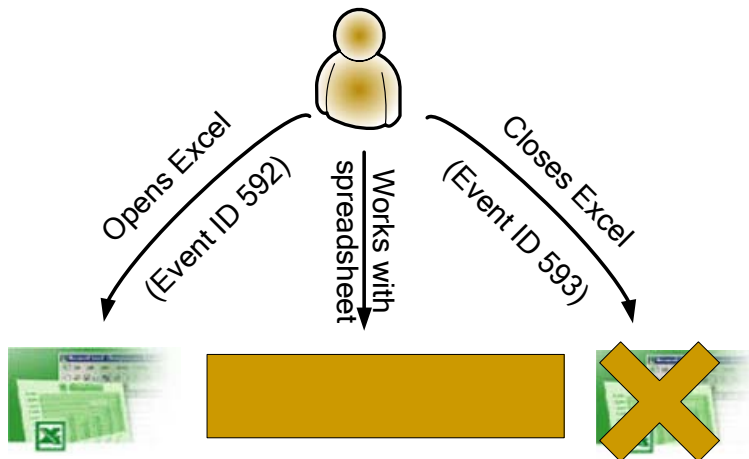 Opens Excel
(Event ID 592)
Works with
spreadsheet
Closes Excel
(Event ID 593)